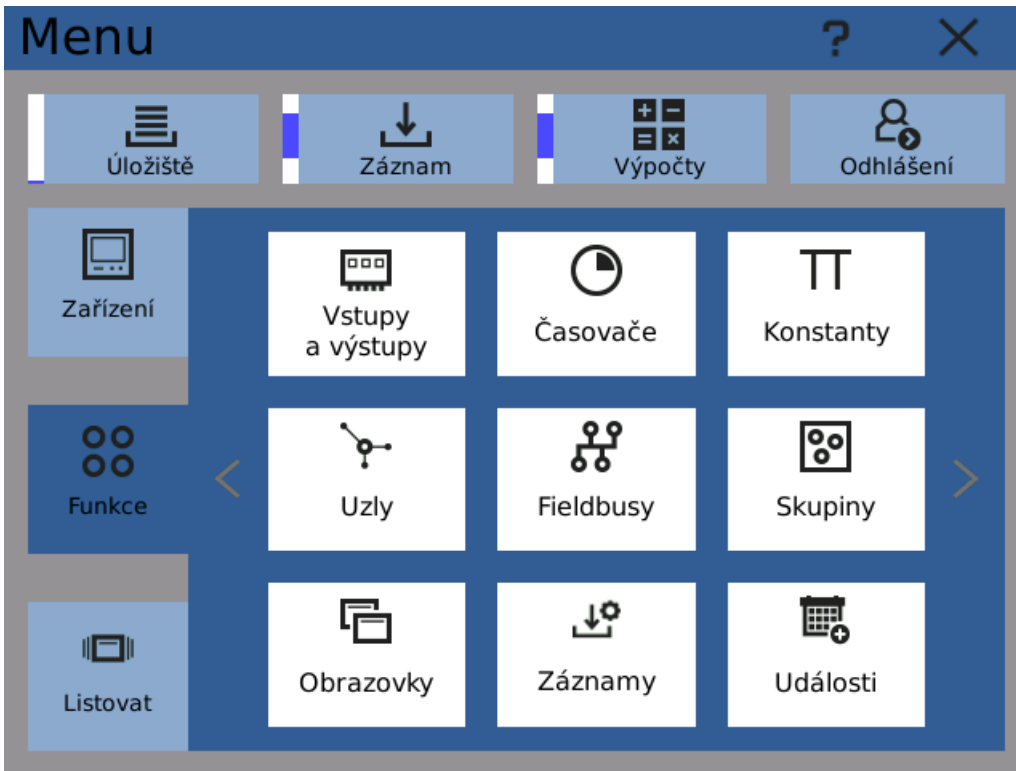 Menu ?
Úložiště
Záznam
Výpočty
Odhlášení
Zařízení
Vstupy
a výstupy
Časovače
Konstanty
Funkce
Uzly
Fieldbusy
Skupiny
Listovat
Obrazovky
Záznamy
Události